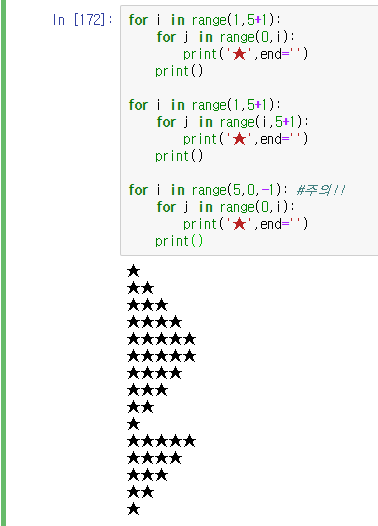 In [172]:
for i in range(1,5+1):
    for j in range(0,i):
        print('★',end='')
    print()
for i in range(1,5+1):
    for j in range(i,5+1):
        print('★',end='')
    print()
for i in range(5,0,-1): #주의!!
    for j in range(0,i):
        print('★',end='')
    print()
★
★★
★★★
★★★★
★★★★★
★★★★★
★★★★
★★★
★★
★
★★★★★
★★★★
★★★
★★
★